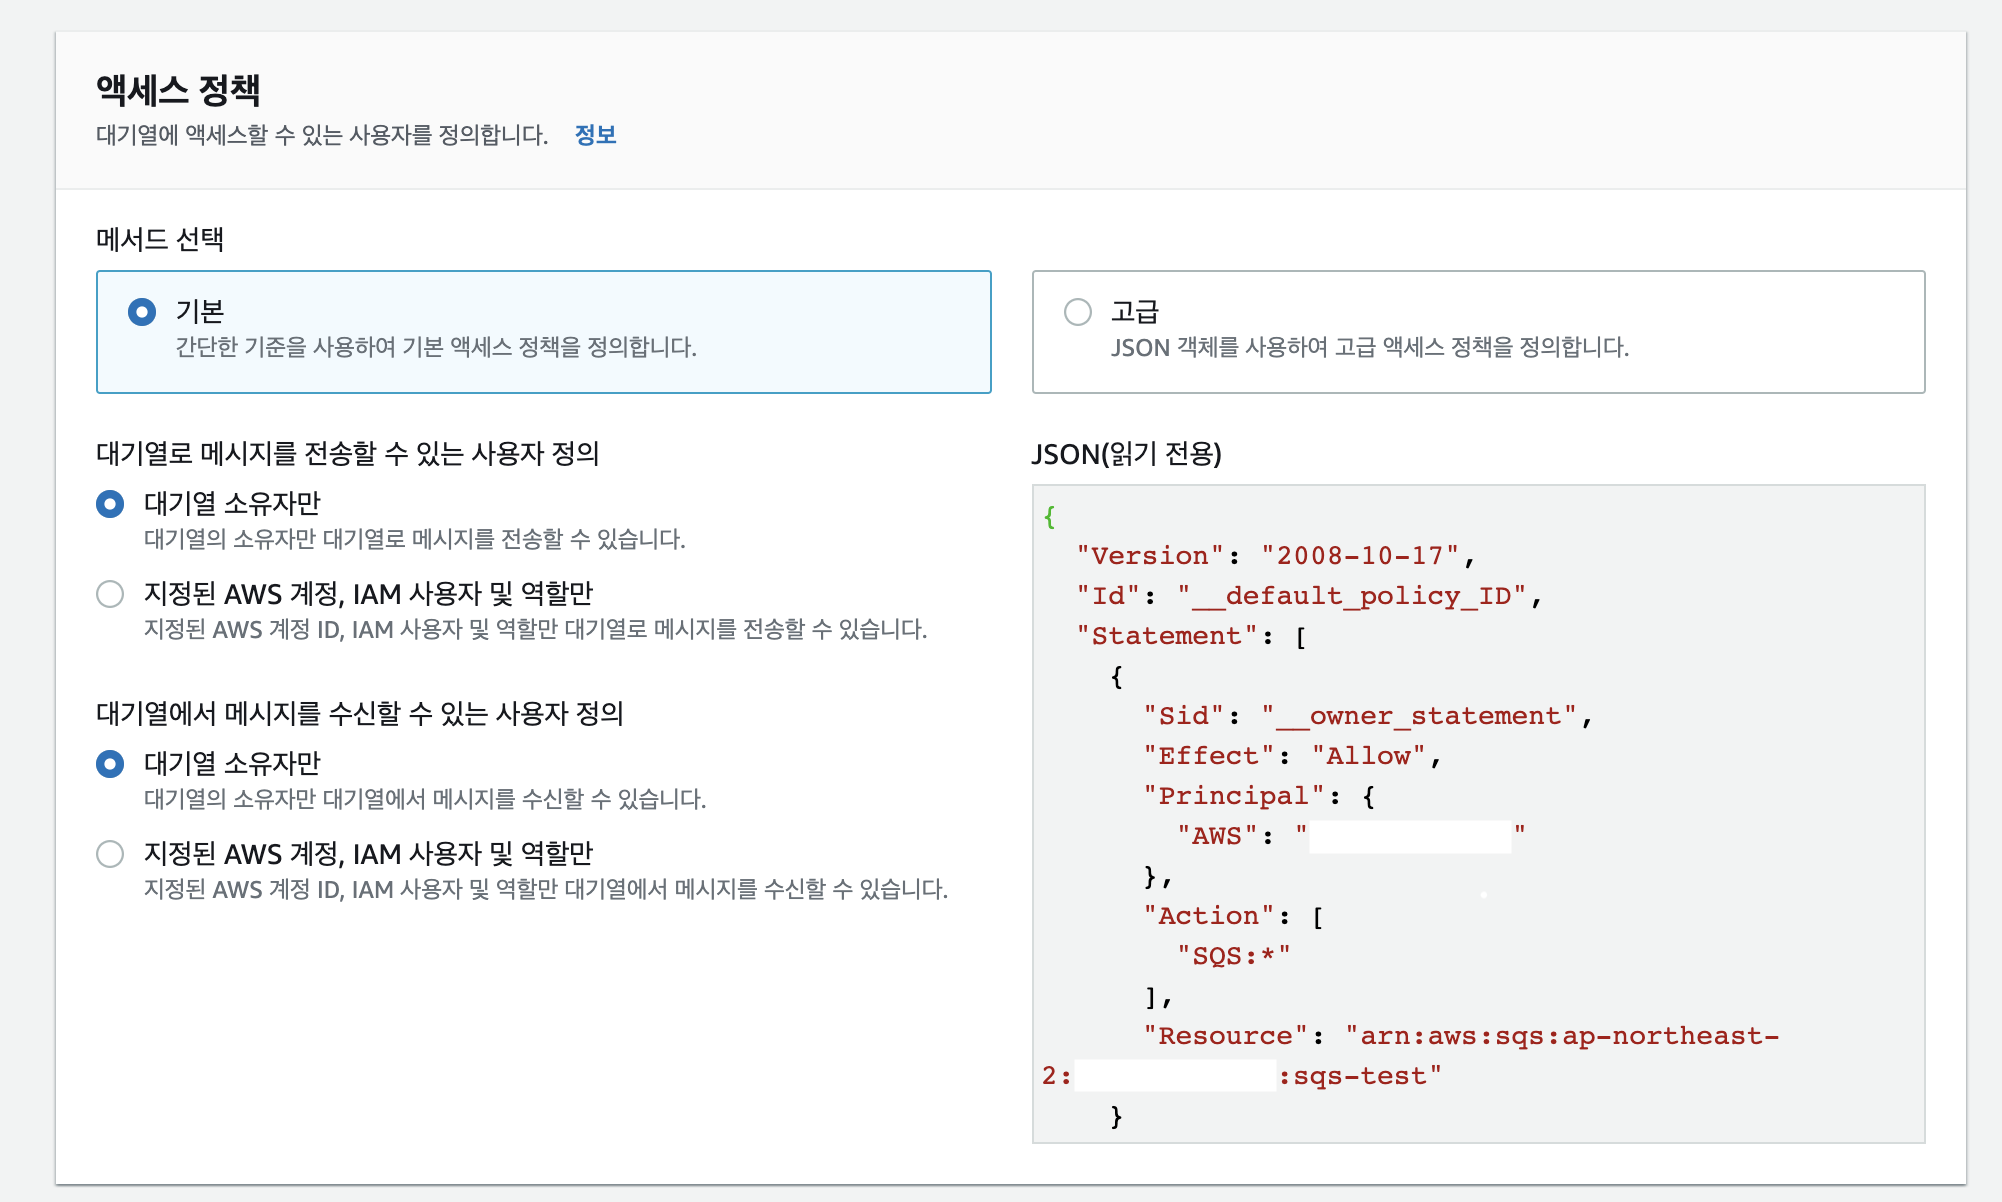 액세스 정책
대기열에 액세스할 수 있는 사용자를 정의합니다. 정보
메서드 선택
기본
간단한 기준을 사용하여 기본 액세스 정책을 정의합니다.
고급
JSON 객체를 사용하여 고급 액세스 정책을 정의합니다.
대기열로 메시지를 전송할 수 있는 사용자 정의
대기열 소유자만
대기열의 소유자만 대기열로 메시지를 전송할 수 있습니다.
지정된 AWS 계정, IAM 사용자 및 역할만
지정된 AWS 계정 ID, IAM 사용자 및 역할만 대기열로 메시지를 전송할 수 있습니다.
대기열에서 메시지를 수신할 수 있는 사용자 정의
대기열 소유자만
대기열의 소유자만 대기열에서 메시지를 수신할 수 있습니다.
지정된 AWS 계정, IAM 사용자 및 역할만
지정된 AWS 계정 ID, IAM 사용자 및 역할만 대기열에서 메시지를 수신할 수 있습니다.
JSON(읽기 전용)
{
"Version": "2008-10-17",
"Id": "__default_policy_ID",
"Statement": [
{
"Sid": "__owner_statement",
"Effect": "Allow",
"Principal": {
"AWS": " "
},
"Action": [
"SQS:*"
],
"Resource": "arn:aws:sqs:ap-northeast-
2: :sqs-test"
}